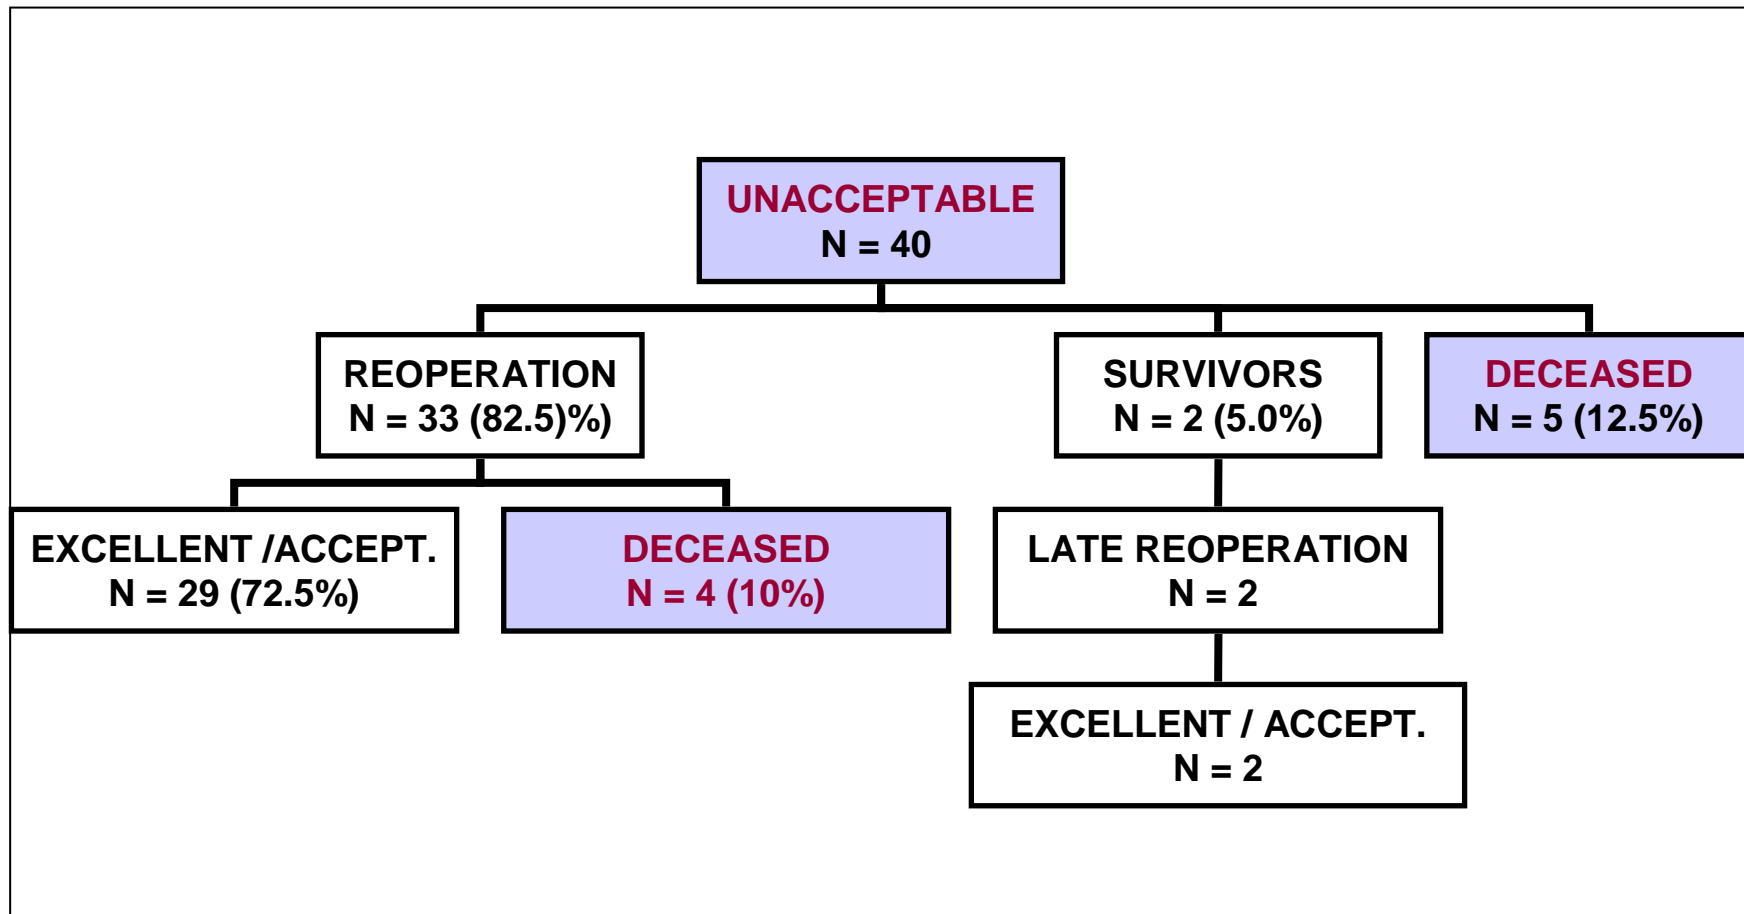 UNACCEPTABLE
N = 40
REOPERATION
N = 33 (82.5)%)
SURVIVORS
N = 2 (5.0%)
DECEASED
N = 5 (12.5%)
EXCELLENT /ACCEPT.
N = 29 (72.5%)
DECEASED
N = 4 (10%)
LATE REOPERATION
N = 2
EXCELLENT / ACCEPT.
N = 2